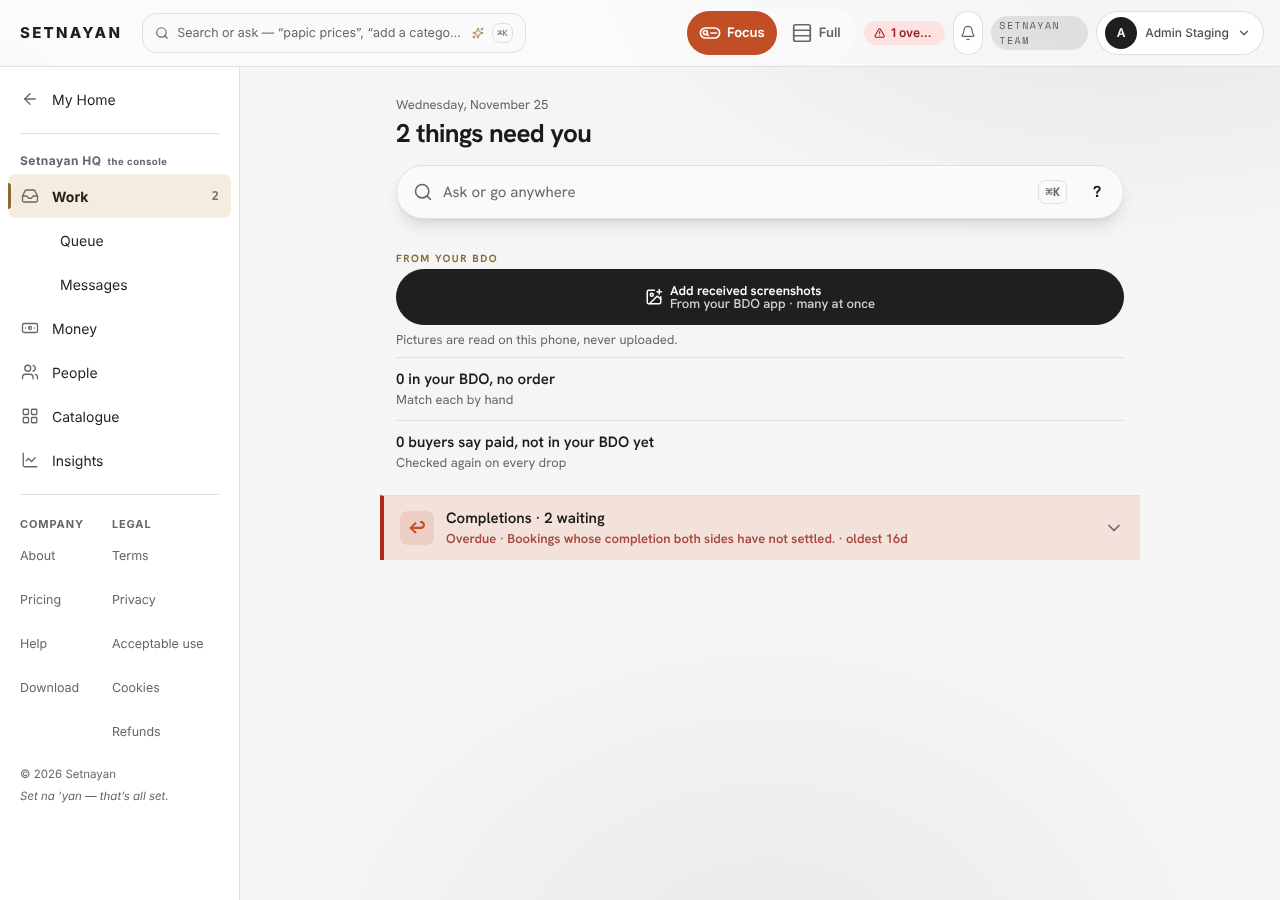 SETNAYAN
Search or ask — “papic prices”, “add a catego…
⌘K
Focus
Full
1 ove…
SETNAYAN TEAM
A
Admin Staging
My Home
Setnayan HQ the console
Work 2
Queue
Messages
Money
People
Catalogue
Insights
COMPANY
About
Pricing
Help
Download
LEGAL
Terms
Privacy
Acceptable use
Cookies
Refunds
© 2026 Setnayan
Set na ’yan — that’s all set.
Wednesday, November 25
2 things need you
Ask or go anywhere
⌘K
?
FROM YOUR BDO
Add received screenshots
From your BDO app · many at once
Pictures are read on this phone, never uploaded.
0 in your BDO, no order
Match each by hand
0 buyers say paid, not in your BDO yet
Checked again on every drop
Completions · 2 waiting
Overdue · Bookings whose completion both sides have not settled. · oldest 16d